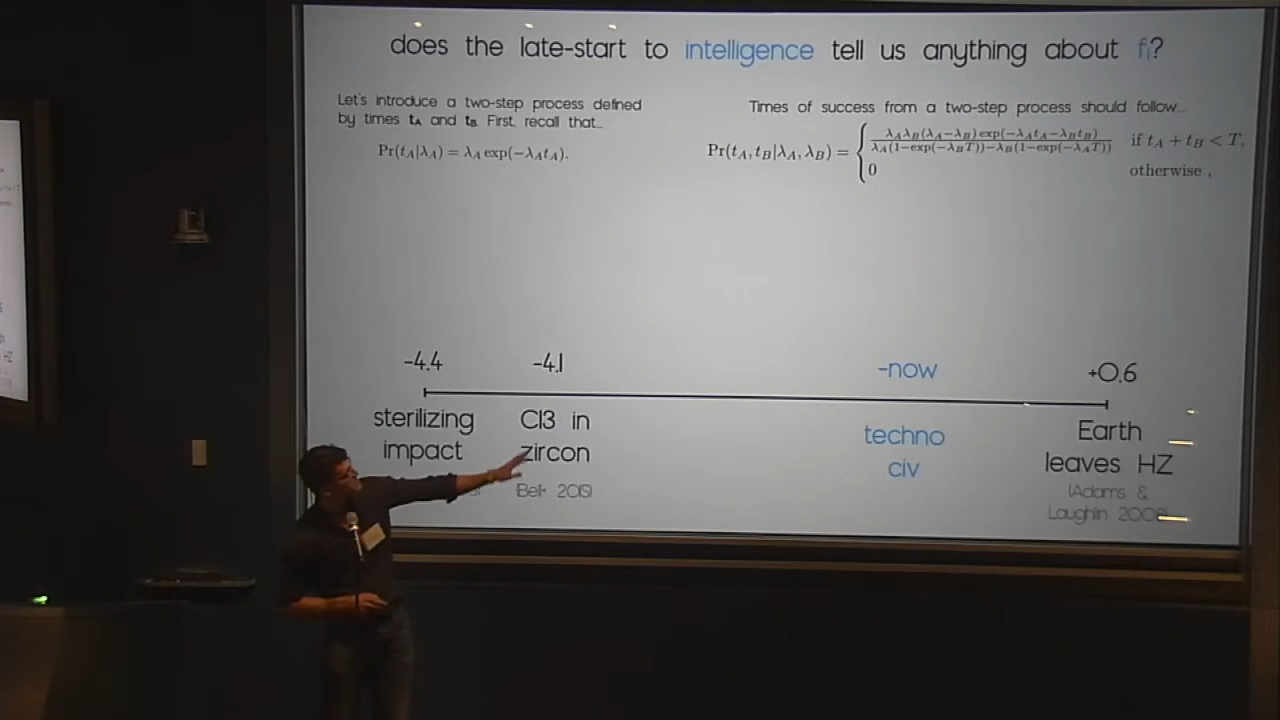 does the late-start to intelligence tell us anything about fᵢ?
Let's introduce a two-step process defined
by times tA and tB. First, recall that...
Pr(tA|λA) = λA exp(−λAtA).
Times of success from a two-step process should follow...
Pr(tA, tB|λA, λB) = { λAλB(λA−λB) exp(−λAtA−λBtB) / λA(1−exp(−λBT))−λB(1−exp(−λAT)) if tA + tB < T,
0 otherwise ,
-4.4
-4.1
-now
+0.6
sterilizing
impact
C13 in
zircon
(Bell+ 2015)
techno
civ
Earth
leaves HZ
(Adams &
Laughlin